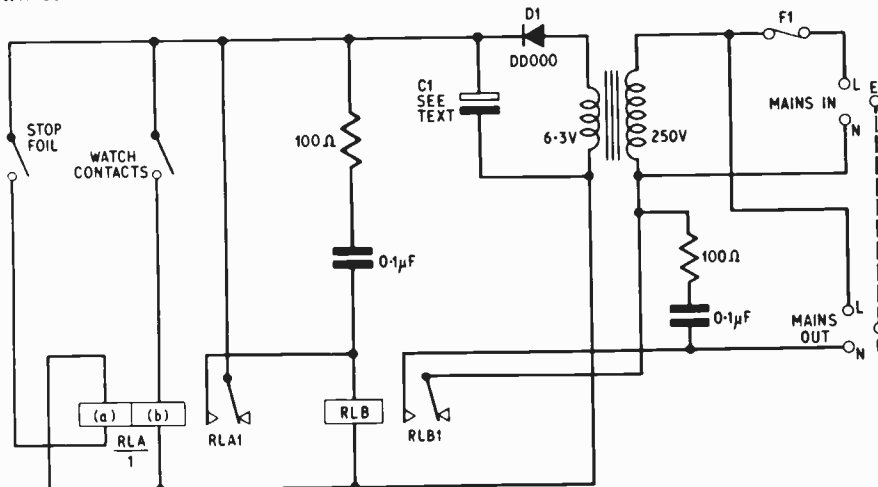 D1
DD000
F1
C1
SEE
TEXT
L
E
MAINS IN
N
STOP
FOIL
WATCH
CONTACTS
100Ω
6·3V
250V
0·1µF
100Ω
0·1µF
L
MAINS
OUT
N
(a) (b)
RLA
1
RLA1
RLB
RLB1